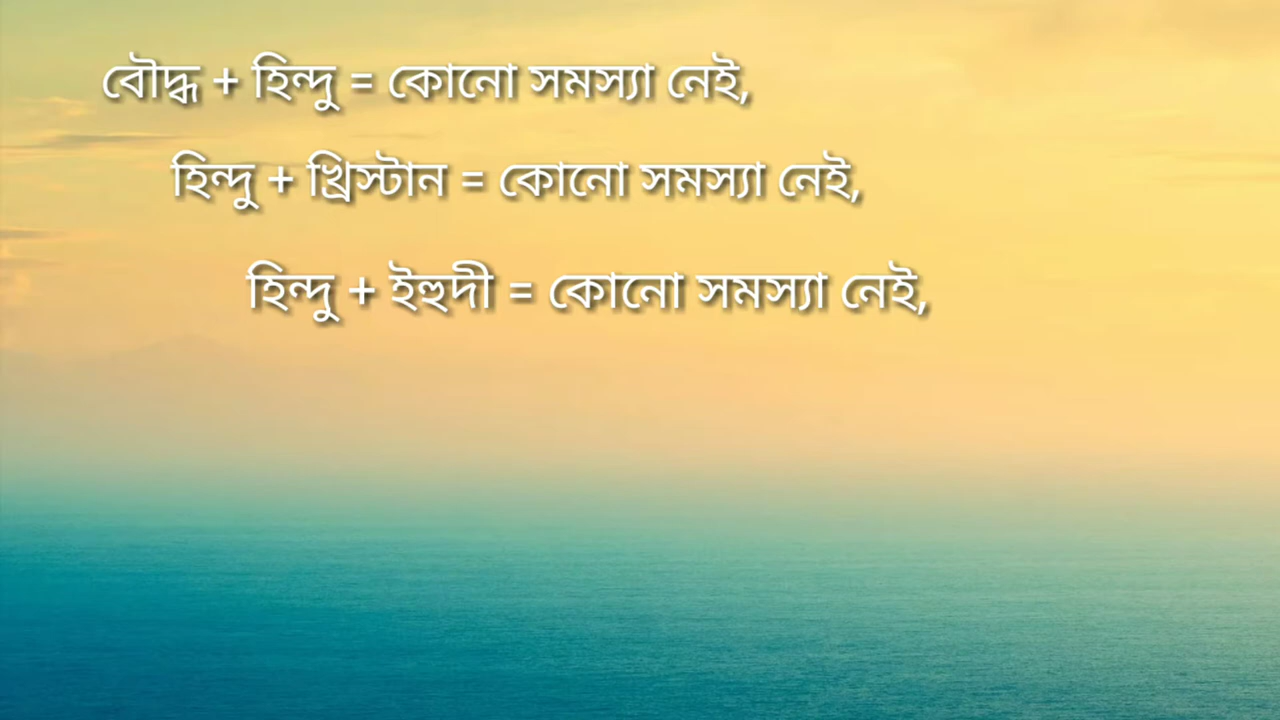 বৌদ্ধ + হিন্দু = কোনো সমস্যা নেই,
হিন্দু + খ্রিস্টান = কোনো সমস্যা নেই,
হিন্দু + ইহুদী = কোনো সমস্যা নেই,